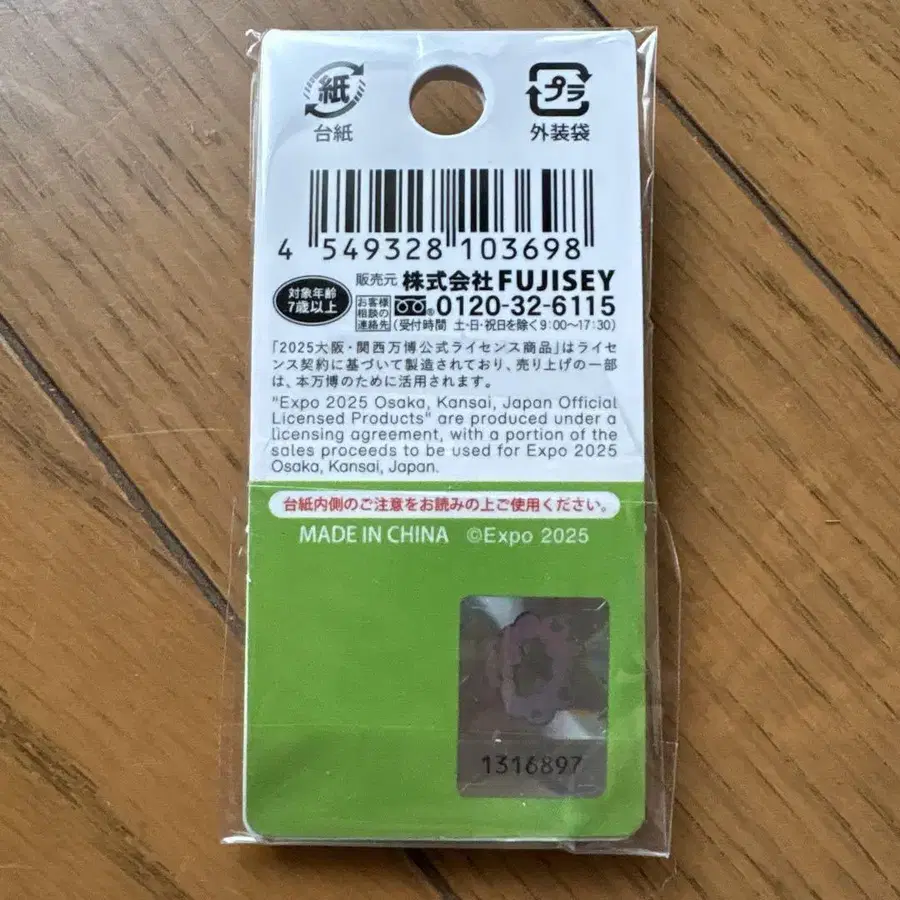 紙
台紙
プラ
外装袋
4 549328 103698
対象年齢
7歳以上
販売元 株式会社 FUJISEY
お客様
相談の
連絡先
0120-32-6115
(受付時間 土・日・祝日を除く9:00〜17:30)
「2025大阪・関西万博公式ライセンス商品」はライセ
ンス契約に基づいて製造されており、売り上げの一部
は、本万博のために活用されます。
"Expo 2025 Osaka, Kansai, Japan Official
Licensed Products" are produced under a
licensing agreement, with a portion of the
sales proceeds to be used for Expo 2025
Osaka, Kansai, Japan.
台紙内側のご注意をお読みの上ご使用ください。
MADE IN CHINA ©Expo 2025
1316897